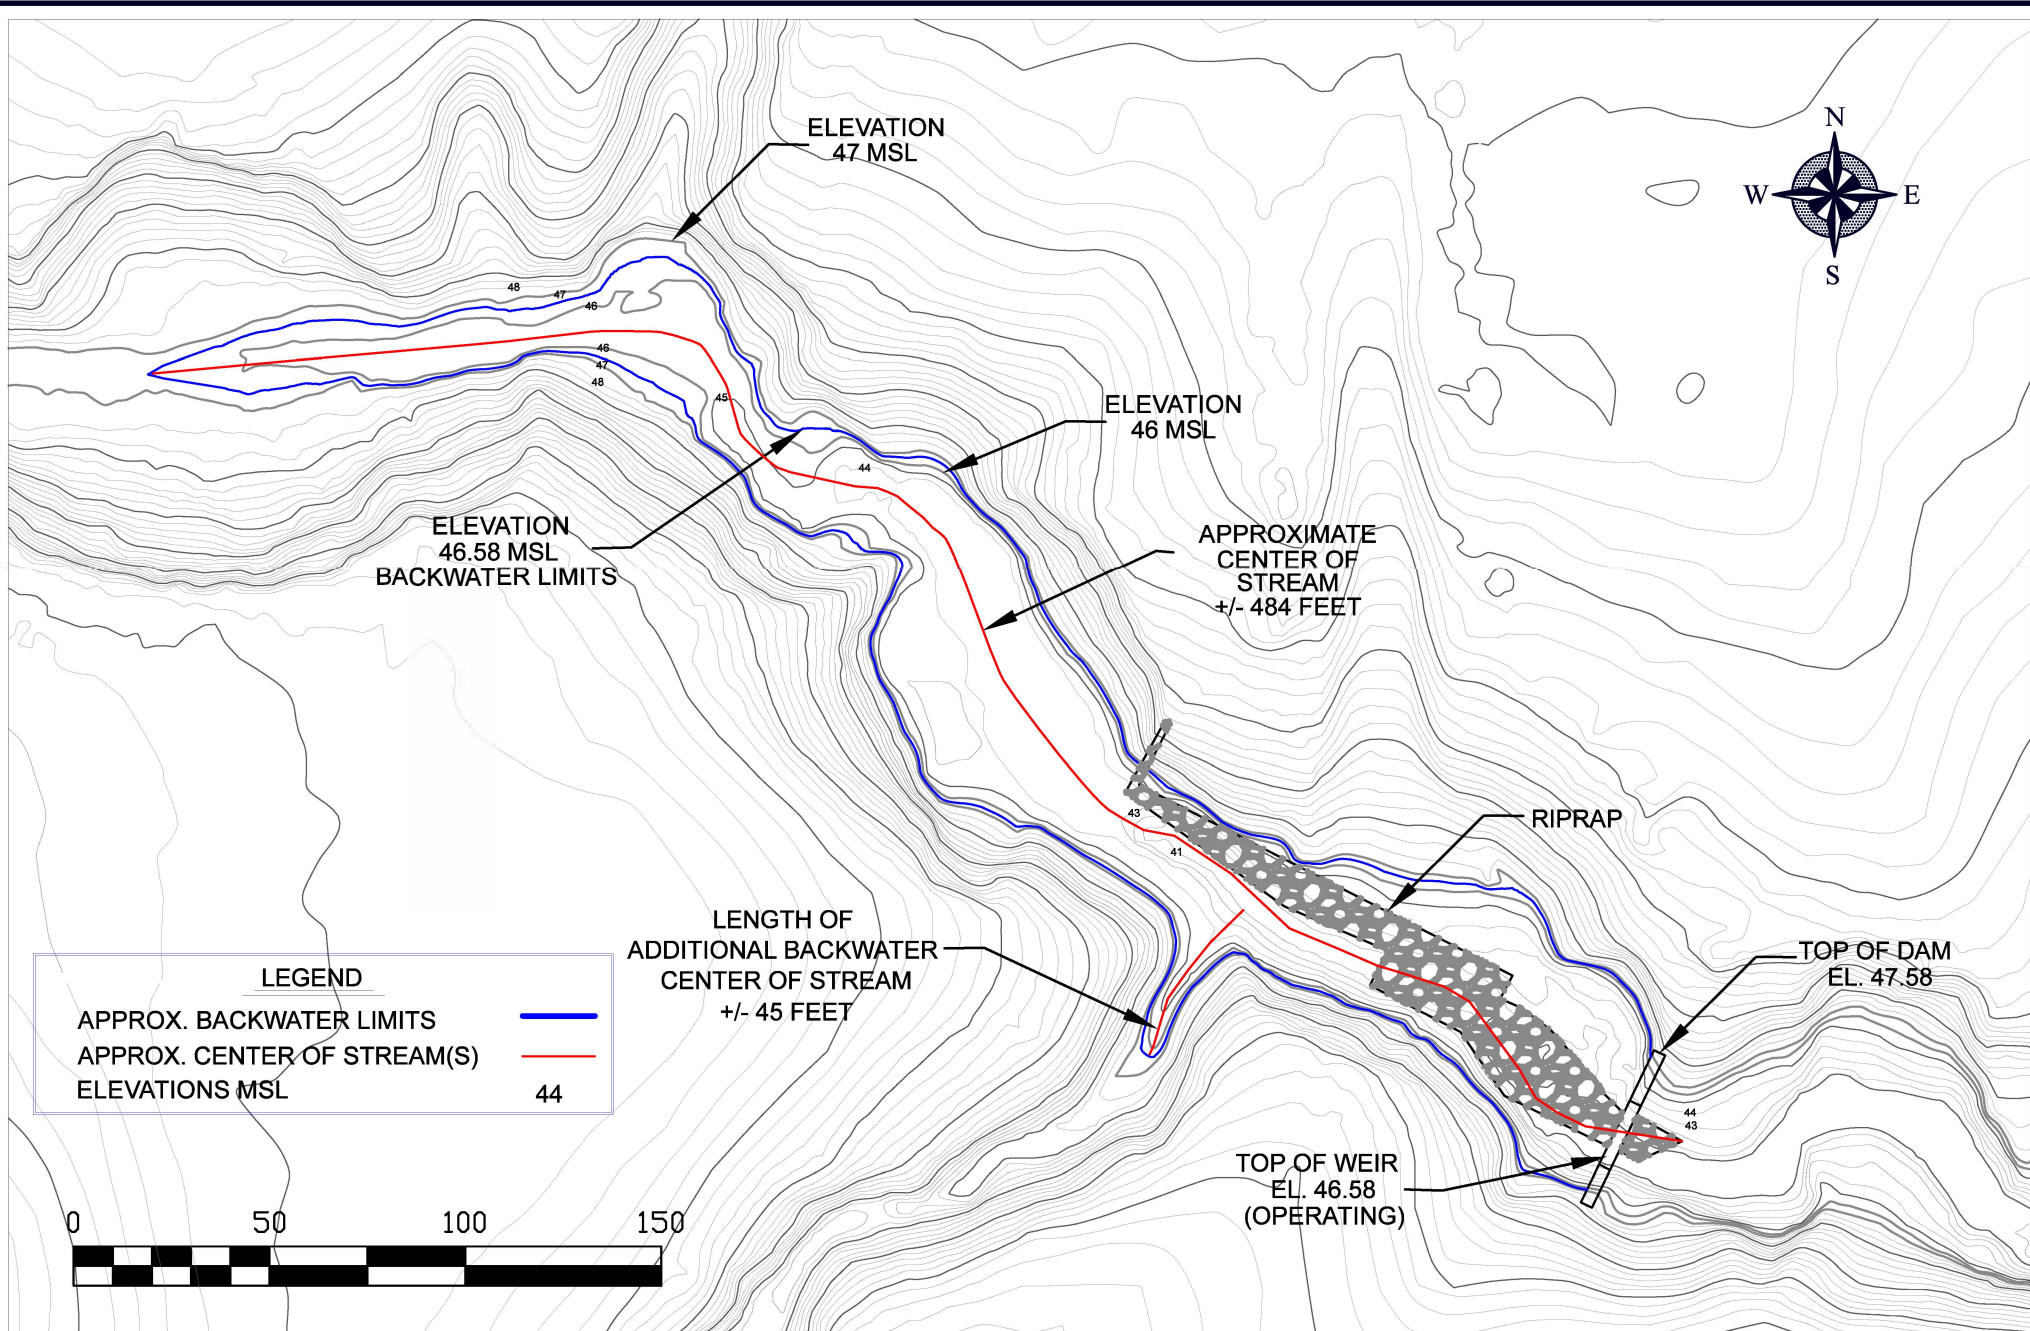 N
W
E
S
ELEVATION
47 MSL
48
47
46
46
47
48
45
ELEVATION
46 MSL
44
ELEVATION
46.58 MSL
BACKWATER LIMITS
APPROXIMATE
CENTER OF
STREAM
+/- 484 FEET
43
41
RIPRAP
LENGTH OF
ADDITIONAL BACKWATER
CENTER OF STREAM
+/- 45 FEET
TOP OF DAM
EL. 47.58
44
43
TOP OF WEIR
EL. 46.58
(OPERATING)
LEGEND
APPROX. BACKWATER LIMITS
APPROX. CENTER OF STREAM(S)
ELEVATIONS MSL 44
0 50 100 150